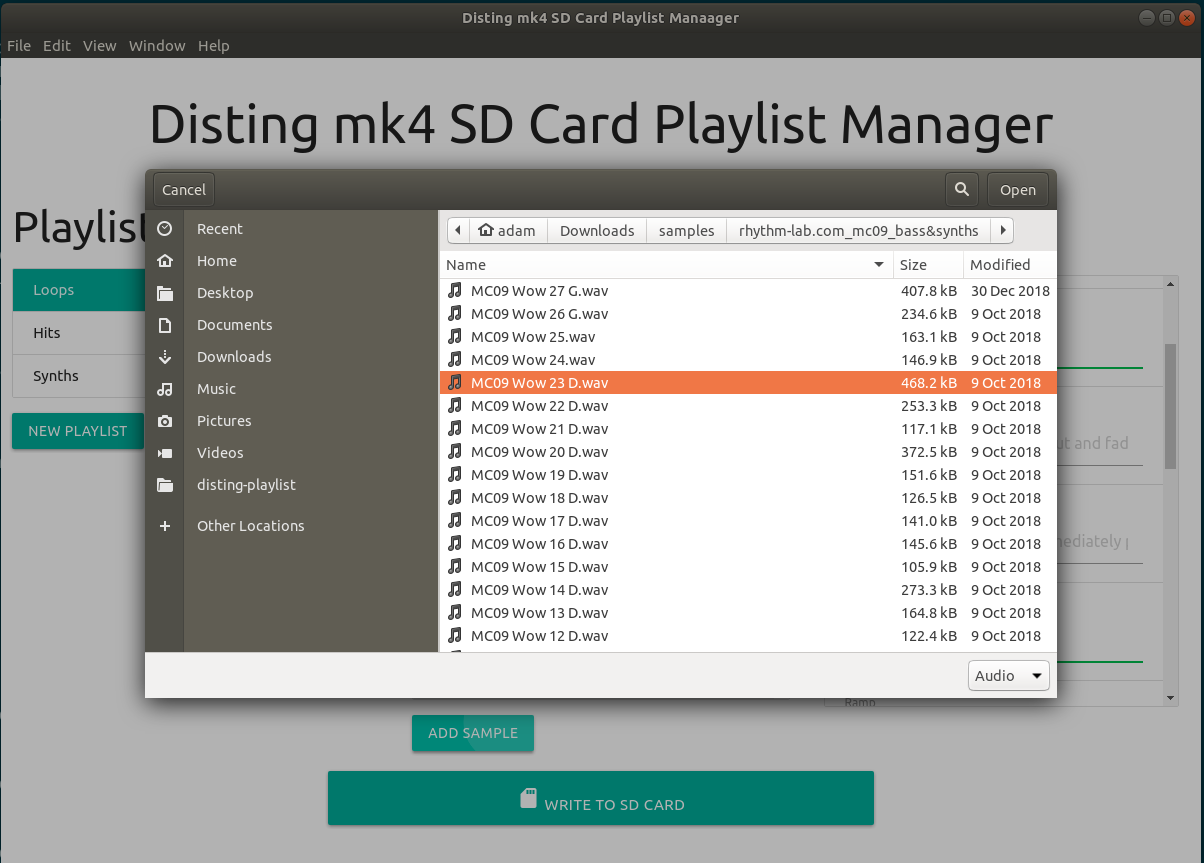 Disting mk4 SD Card Playlist Manaager
File Edit View Window Help
Disting mk4 SD Card Playlist Manager
Cancel
Open
Playlist
Loops
Hits
Synths
NEW PLAYLIST
Recent
Home
Desktop
Documents
Downloads
Music
Pictures
Videos
disting-playlist
Other Locations
adam Downloads samples rhythm-lab.com_mc09_bass&synths
Name Size Modified
MC09 Wow 27 G.wav 407.8 kB 30 Dec 2018
MC09 Wow 26 G.wav 234.6 kB 9 Oct 2018
MC09 Wow 25.wav 163.1 kB 9 Oct 2018
MC09 Wow 24.wav 146.9 kB 9 Oct 2018
MC09 Wow 23 D.wav 468.2 kB 9 Oct 2018
MC09 Wow 22 D.wav 253.3 kB 9 Oct 2018
MC09 Wow 21 D.wav 117.1 kB 9 Oct 2018
MC09 Wow 20 D.wav 372.5 kB 9 Oct 2018
MC09 Wow 19 D.wav 151.6 kB 9 Oct 2018
MC09 Wow 18 D.wav 126.5 kB 9 Oct 2018
MC09 Wow 17 D.wav 141.0 kB 9 Oct 2018
MC09 Wow 16 D.wav 145.6 kB 9 Oct 2018
MC09 Wow 15 D.wav 105.9 kB 9 Oct 2018
MC09 Wow 14 D.wav 273.3 kB 9 Oct 2018
MC09 Wow 13 D.wav 164.8 kB 9 Oct 2018
MC09 Wow 12 D.wav 122.4 kB 9 Oct 2018
and fad
Audio
Ramp
ADD SAMPLE
WRITE TO SD CARD